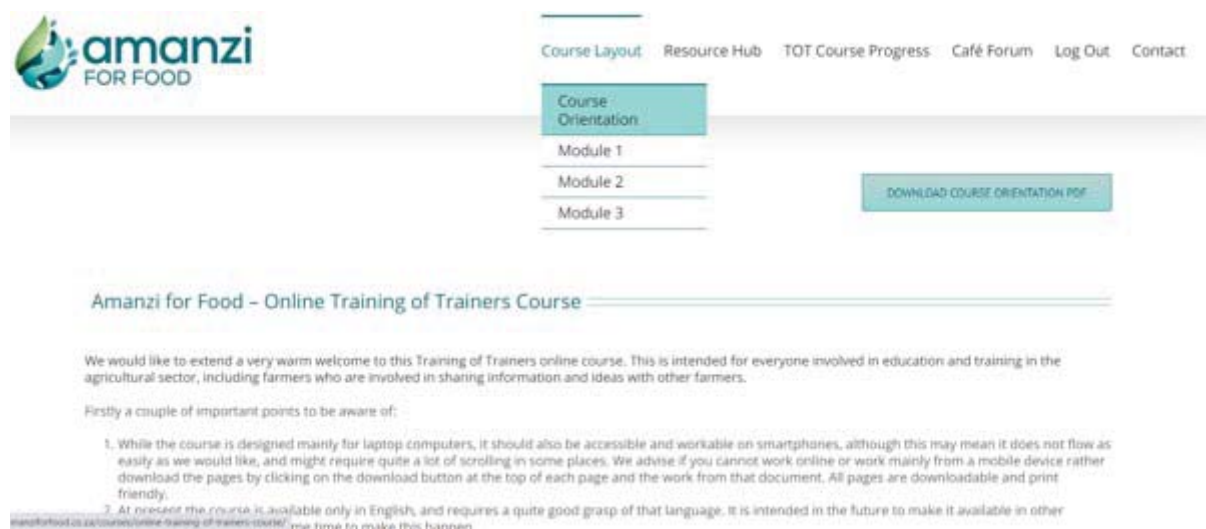 amanzi
FOR FOOD
Course Layout Resource Hub TOT Course Progress Café Forum Log Out Contact
Course
Orientation
Module 1
Module 2
Module 3
DOWNLOAD COURSE ORIENTATION PDF
Amanzi for Food – Online Training of Trainers Course
We would like to extend a very warm welcome to this Training of Trainers online course. This is intended for everyone involved in education and training in the
agricultural sector, including farmers who are involved in sharing information and ideas with other farmers.
Firstly a couple of important points to be aware of:
1. While the course is designed mainly for laptop computers, it should also be accessible and workable on smartphones, although this may mean it does not flow as
easily as we would like, and might require quite a lot of scrolling in some places. We advise if you cannot work online or work mainly from a mobile device rather
download the pages by clicking on the download button at the top of each page and the work from that document. All pages are downloadable and print
friendly.
2. At present the course is available only in English, and requires a quite good grasp of that language. It is intended in the future to make it available in other
me time to make this happen